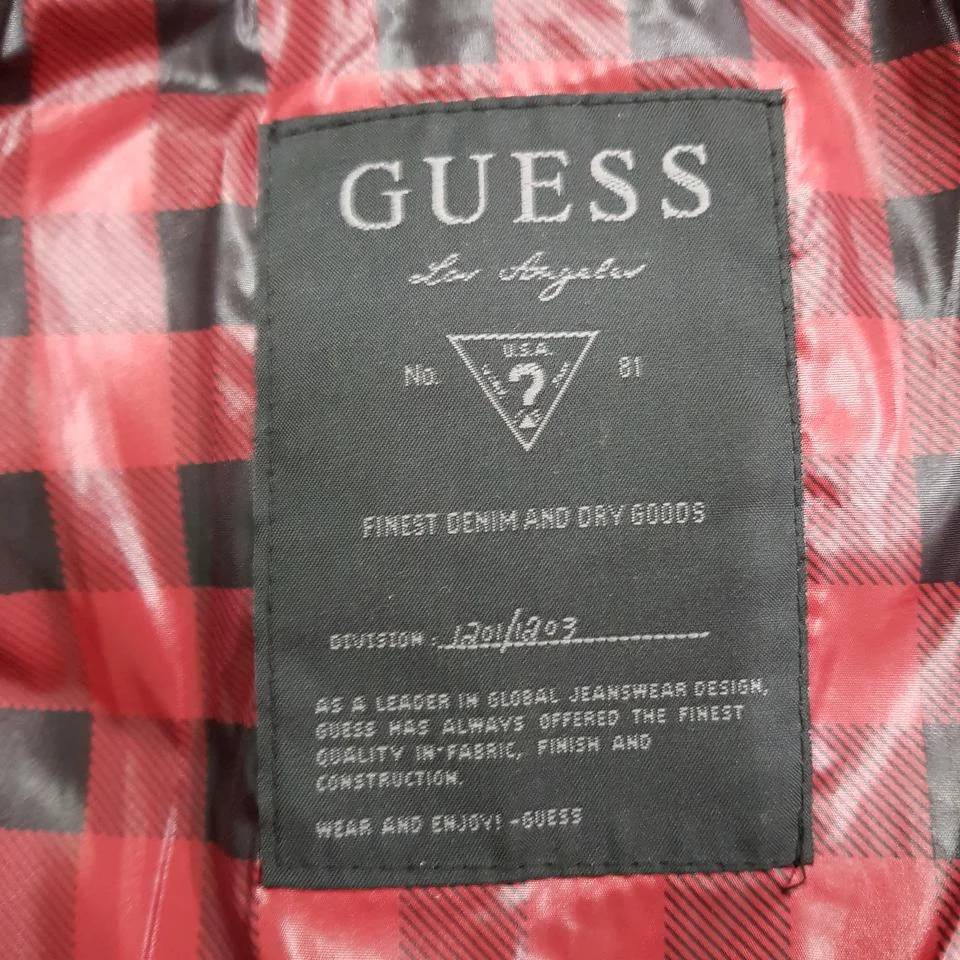 GUESS
Los Angeles
U.S.A.
No. ? 81
FINEST DENIM AND DRY GOODS
DIVISION: 1201/1203
AS A LEADER IN GLOBAL JEANSWEAR DESIGN,
GUESS HAS ALWAYS OFFERED THE FINEST
QUALITY IN FABRIC, FINISH AND
CONSTRUCTION.
WEAR AND ENJOY! -GUESS